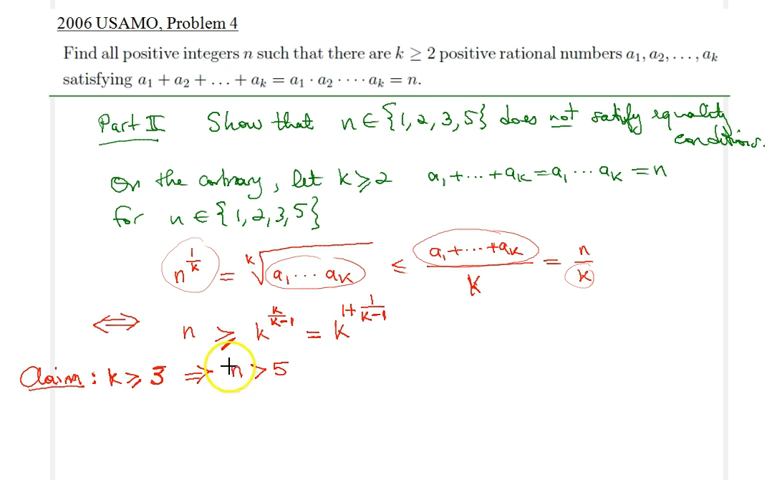 2006 USAMO, Problem 4
Find all positive integers n such that there are k ≥ 2 positive rational numbers a₁, a₂, . . . , aₖ
satisfying a₁ + a₂ + . . . + aₖ = a₁ · a₂ · · · · aₖ = n.
Part II Show that n ∈ {1, 2, 3, 5} does not satisfy equality
conditions.
On the contrary, let k ≥ 2 a₁ + ··· + aₖ = a₁ ··· aₖ = n
for n ∈ {1, 2, 3, 5}
n^(1/k) = ᵏ√(a₁ ··· aₖ) ≤ (a₁ + ··· + aₖ)/k = n/k
⟺ n ≥ k^(k/(k-1)) = k^(1+1/(k-1))
Claim : k ≥ 3 ⇒ n > 5